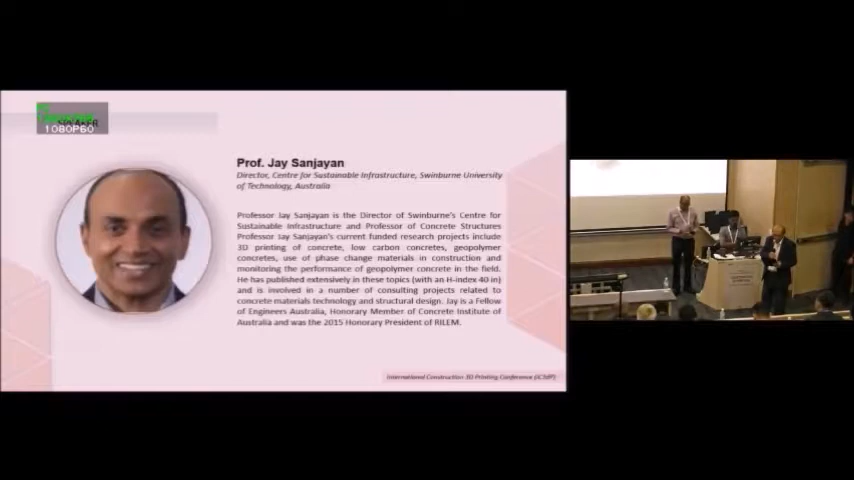 SPEAKER
1080P60
Prof. Jay Sanjayan
Director, Centre for Sustainable Infrastructure, Swinburne University
of Technology, Australia
Professor Jay Sanjayan is the Director of Swinburne's Centre for
Sustainable Infrastructure and Professor of Concrete Structures
Professor Jay Sanjayan's current funded research projects include
3D printing of concrete, low carbon concretes, geopolymer
concretes, use of phase change materials in construction and
monitoring the performance of geopolymer concrete in the field.
He has published extensively in these topics (with an H-index 40 in)
and is involved in a number of consulting projects related to
concrete materials technology and structural design. Jay is a Fellow
of Engineers Australia, Honorary Member of Concrete Institute of
Australia and was the 2015 Honorary President of RILEM.
International Construction 3D Printing Conference (IC3DP)